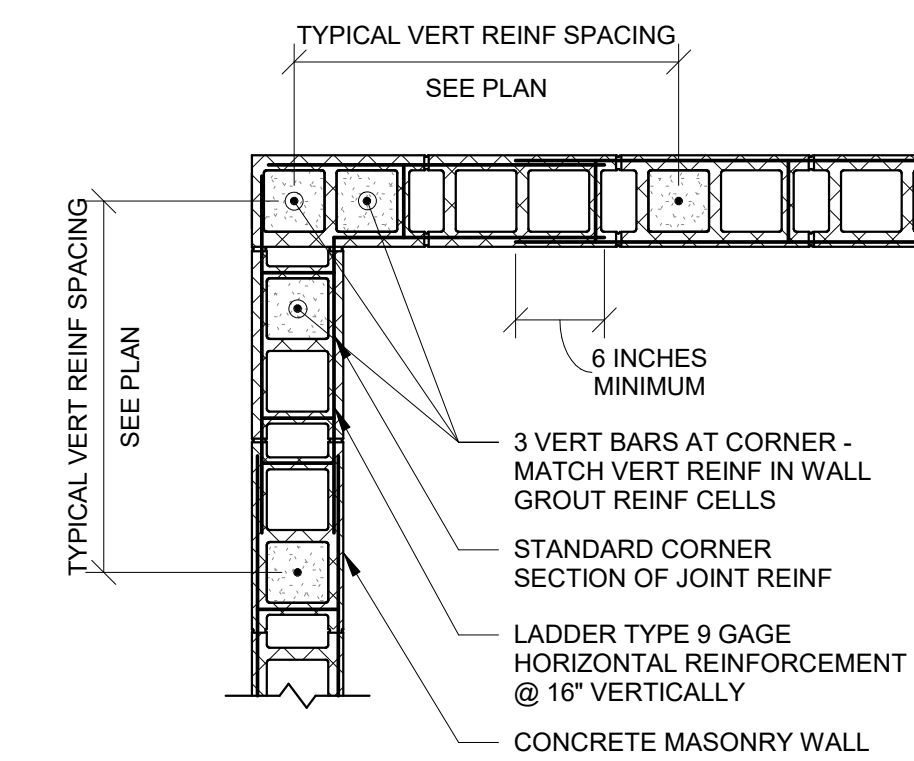 TYPICAL VERT REINF SPACING
SEE PLAN
TYPICAL VERT REINF SPACING
SEE PLAN
6 INCHES
MINIMUM
3 VERT BARS AT CORNER -
MATCH VERT REINF IN WALL
GROUT REINF CELLS
STANDARD CORNER
SECTION OF JOINT REINF
LADDER TYPE 9 GAGE
HORIZONTAL REINFORCEMENT
@ 16" VERTICALLY
CONCRETE MASONRY WALL